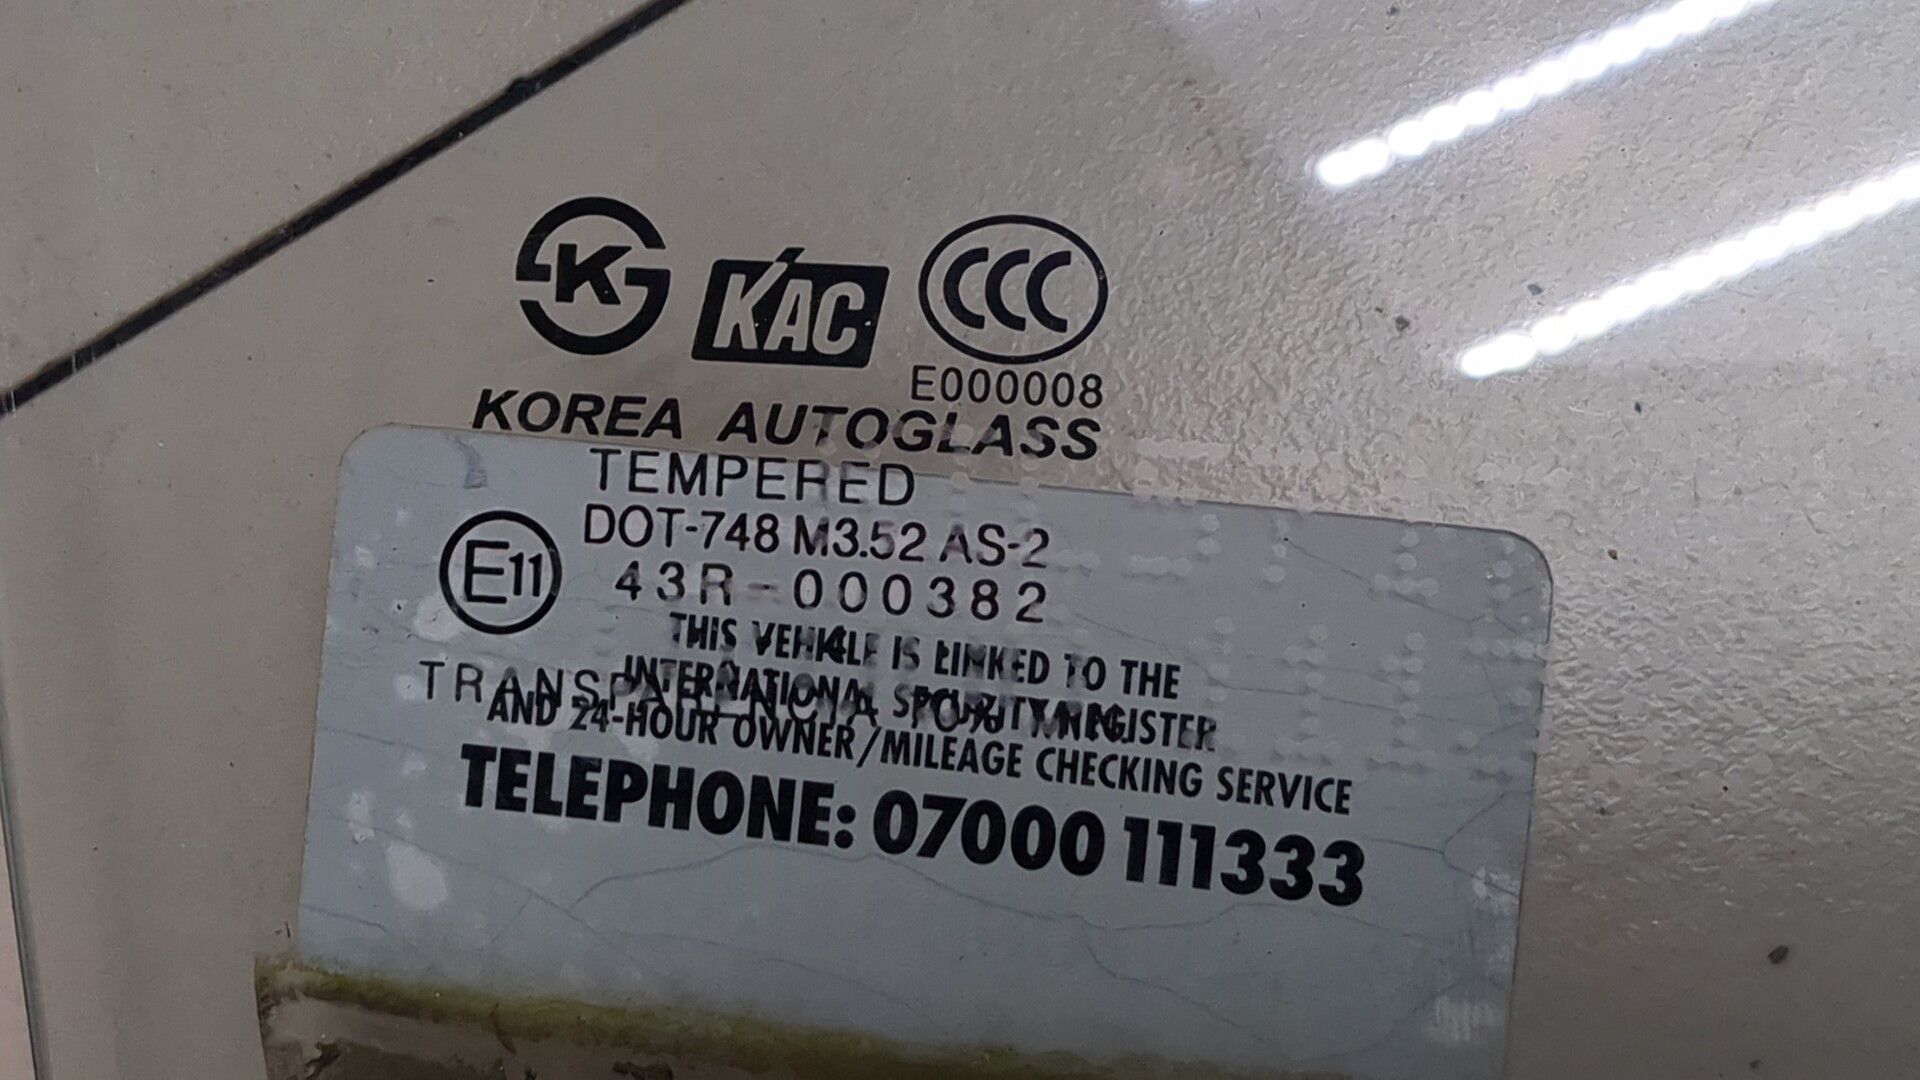 K
KAC
CCC
E000008
KOREA AUTOGLASS
TEMPERED
DOT-748 M3.52 AS-2
E11
43R-000382
4
THIS VEHICLE IS LINKED TO THE
INTERNATIONAL SECURITY REGISTER
AND 24-HOUR OWNER/MILEAGE CHECKING SERVICE
TELEPHONE: 07000 111333